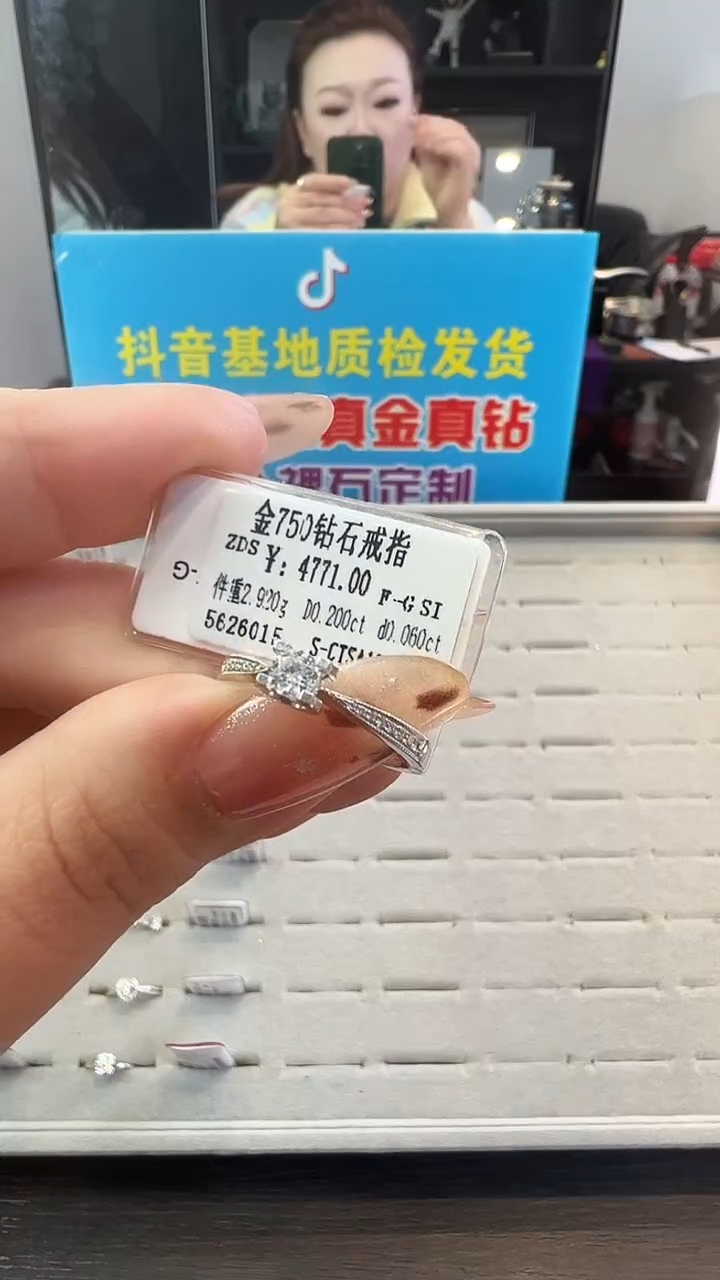 抖音基地质检发货
真金真钻
裸石定制
金750钻石戒指
ZDS ¥: 4771.00 F-G SI
件重2.920g D0.200ct d0.060ct
5626015